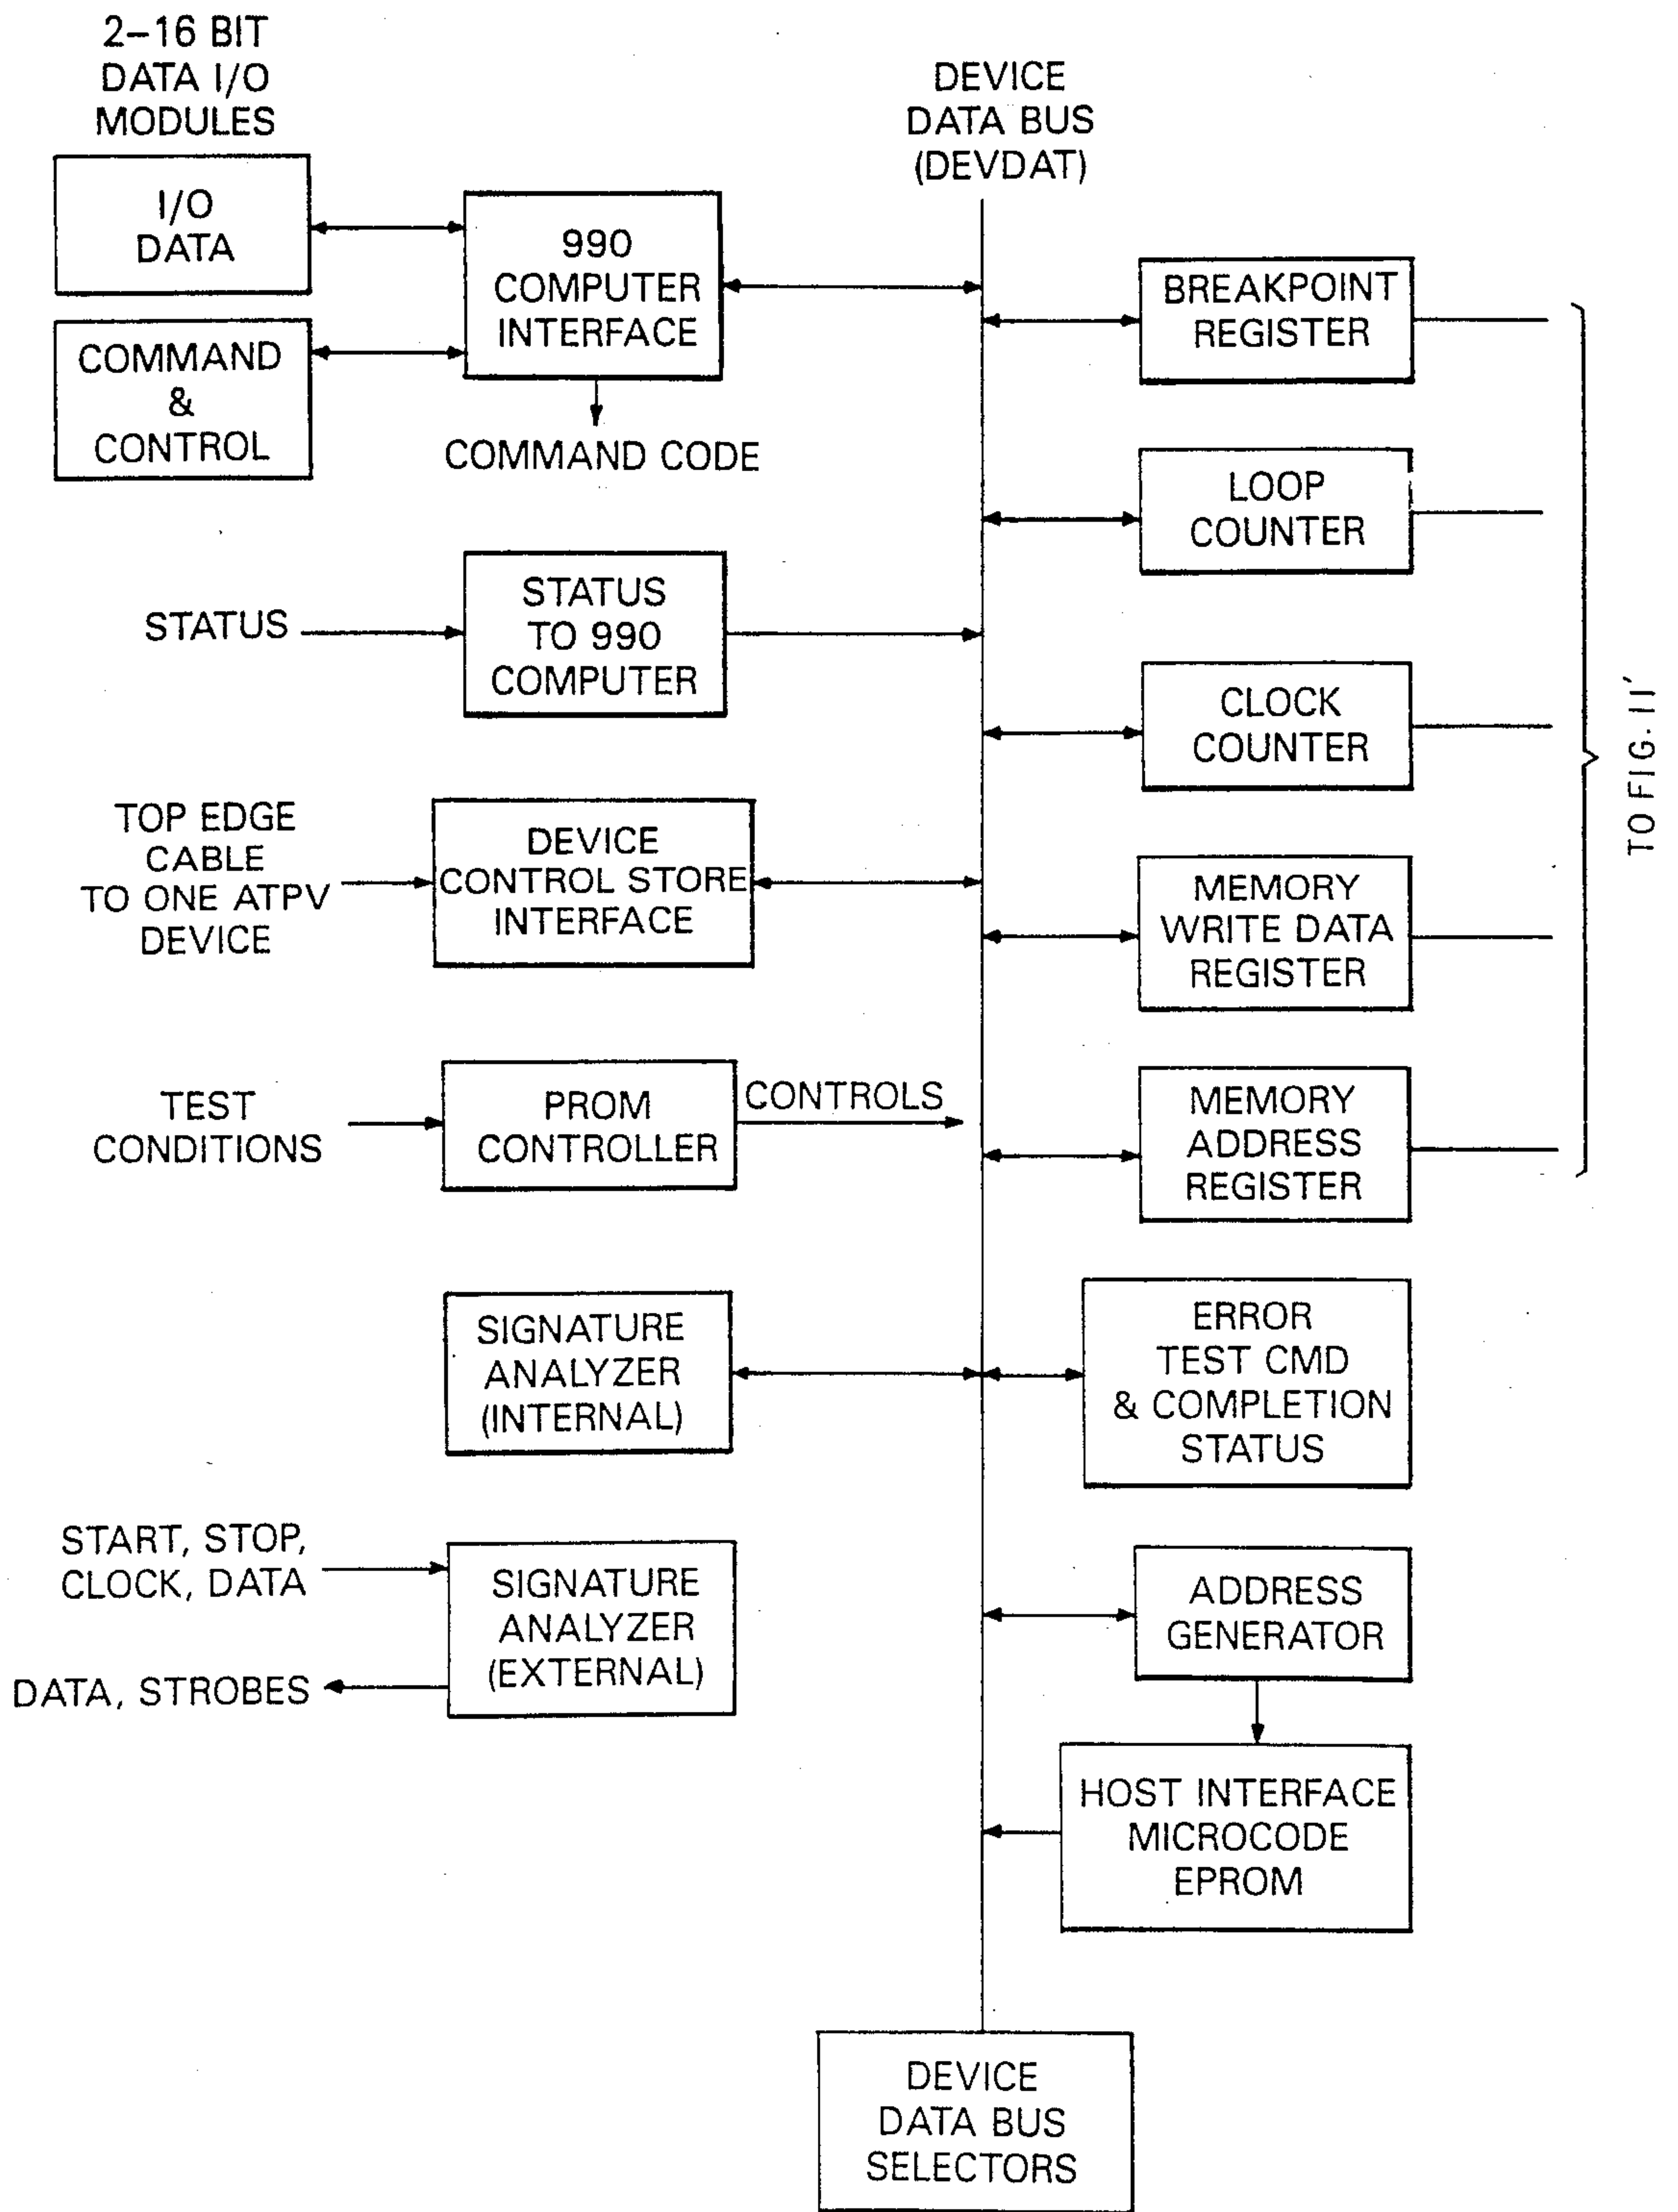 2–16 BIT
DATA I/O
MODULES
I/O
DATA
COMMAND
&
CONTROL
990
COMPUTER
INTERFACE
COMMAND CODE
DEVICE
DATA BUS
(DEVDAT)
BREAKPOINT
REGISTER
LOOP
COUNTER
STATUS
STATUS
TO 990
COMPUTER
CLOCK
COUNTER
TO FIG. 11'
TOP EDGE
CABLE
TO ONE ATPV
DEVICE
DEVICE
CONTROL STORE
INTERFACE
MEMORY
WRITE DATA
REGISTER
TEST
CONDITIONS
PROM
CONTROLLER
CONTROLS
MEMORY
ADDRESS
REGISTER
SIGNATURE
ANALYZER
(INTERNAL)
ERROR
TEST CMD
& COMPLETION
STATUS
START, STOP,
CLOCK, DATA
DATA, STROBES
SIGNATURE
ANALYZER
(EXTERNAL)
ADDRESS
GENERATOR
HOST INTERFACE
MICROCODE
EPROM
DEVICE
DATA BUS
SELECTORS